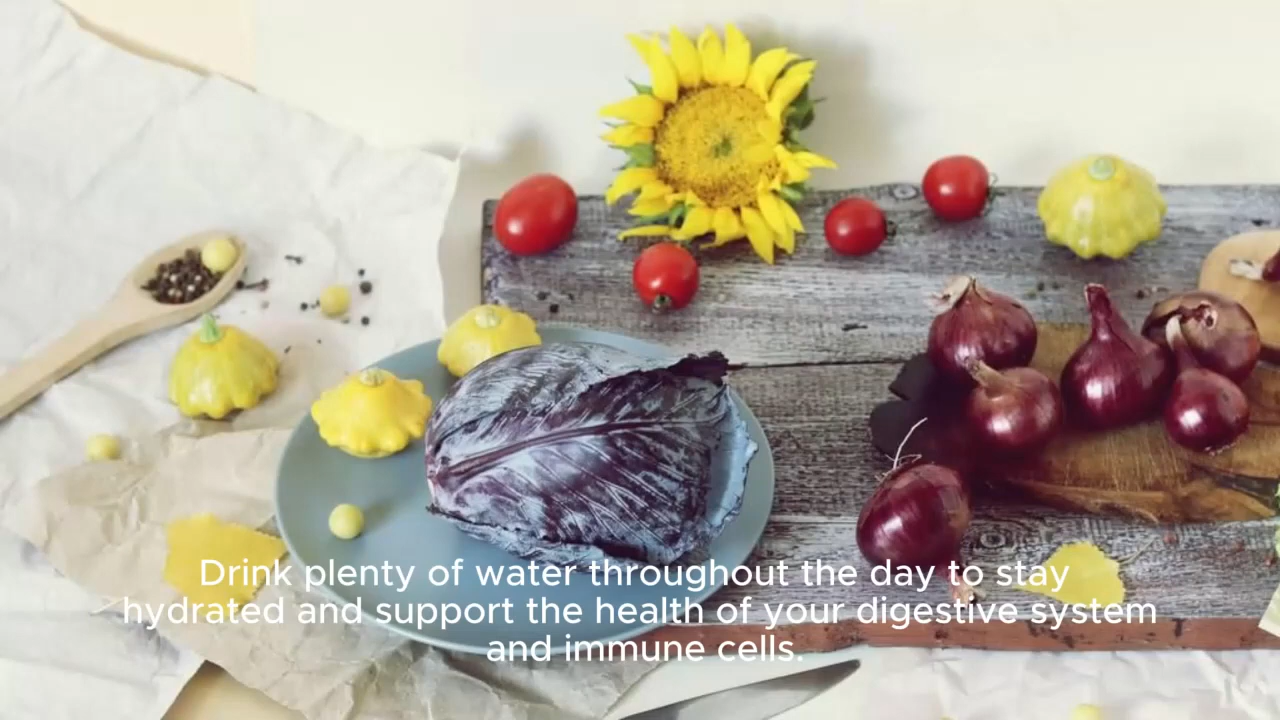 Drink plenty of water throughout the day to stay
hydrated and support the health of your digestive system
and immune cells.